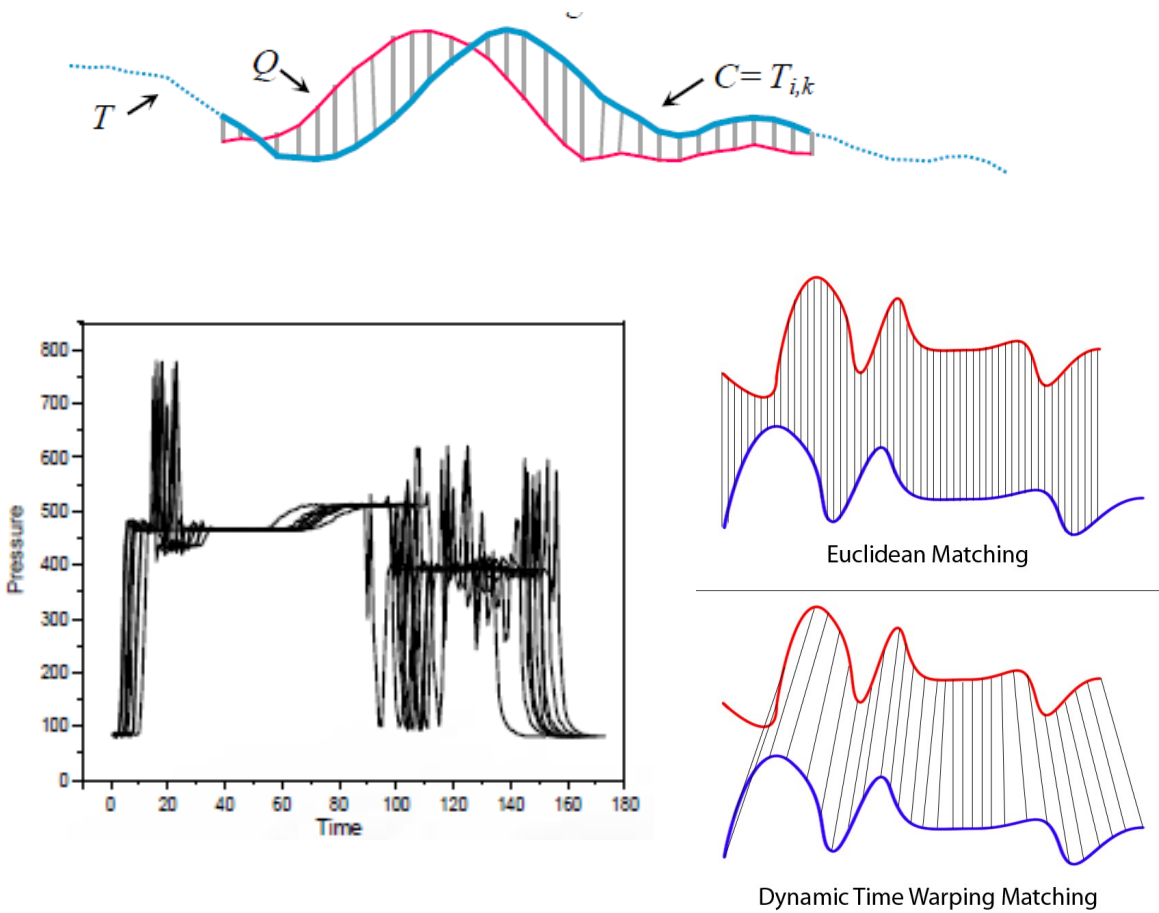 Q
C= T_{i,k}
T
800
700
600
500
400
300
200
100
0
Pressure
0 20 40 60 80 100 120 140 160 180
Time
Euclidean Matching
Dynamic Time Warping Matching